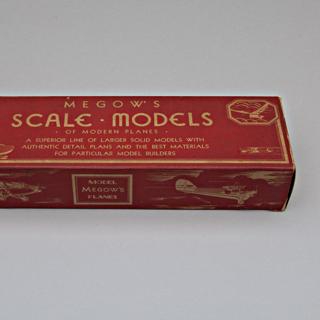 MEGOW'S
SCALE · MODELS
· OF MODERN PLANES ·
A SUPERIOR LINE OF LARGER SOLID MODELS WITH
AUTHENTIC DETAIL PLANS AND THE BEST MATERIALS
FOR PARTICULAR MODEL BUILDERS
MODEL
MEGOW'S
PLANES